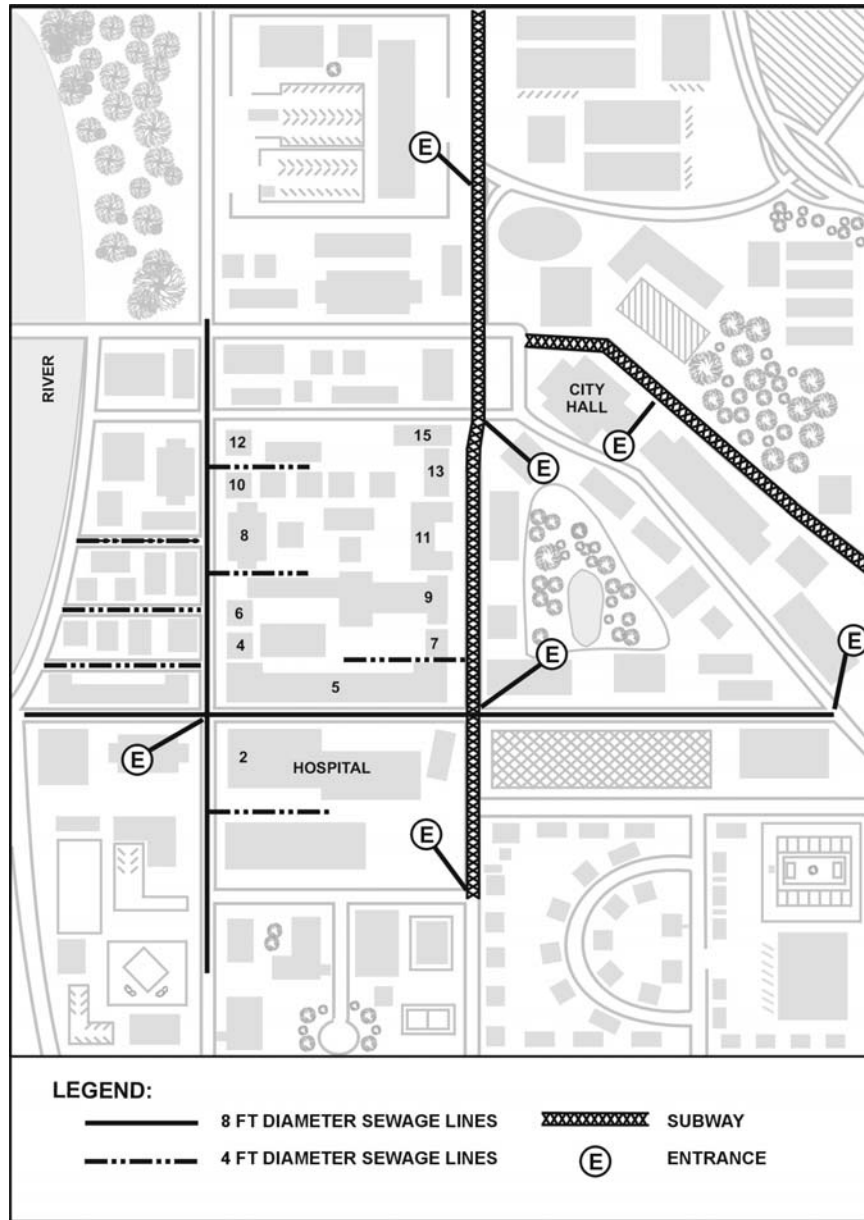 E
RIVER
CITY
HALL
E
12
15
E
E
10
13
8
11
6
9
4
7
E
E
5
E
2
HOSPITAL
E
LEGEND:
8 FT DIAMETER SEWAGE LINES
SUBWAY
4 FT DIAMETER SEWAGE LINES
E
ENTRANCE